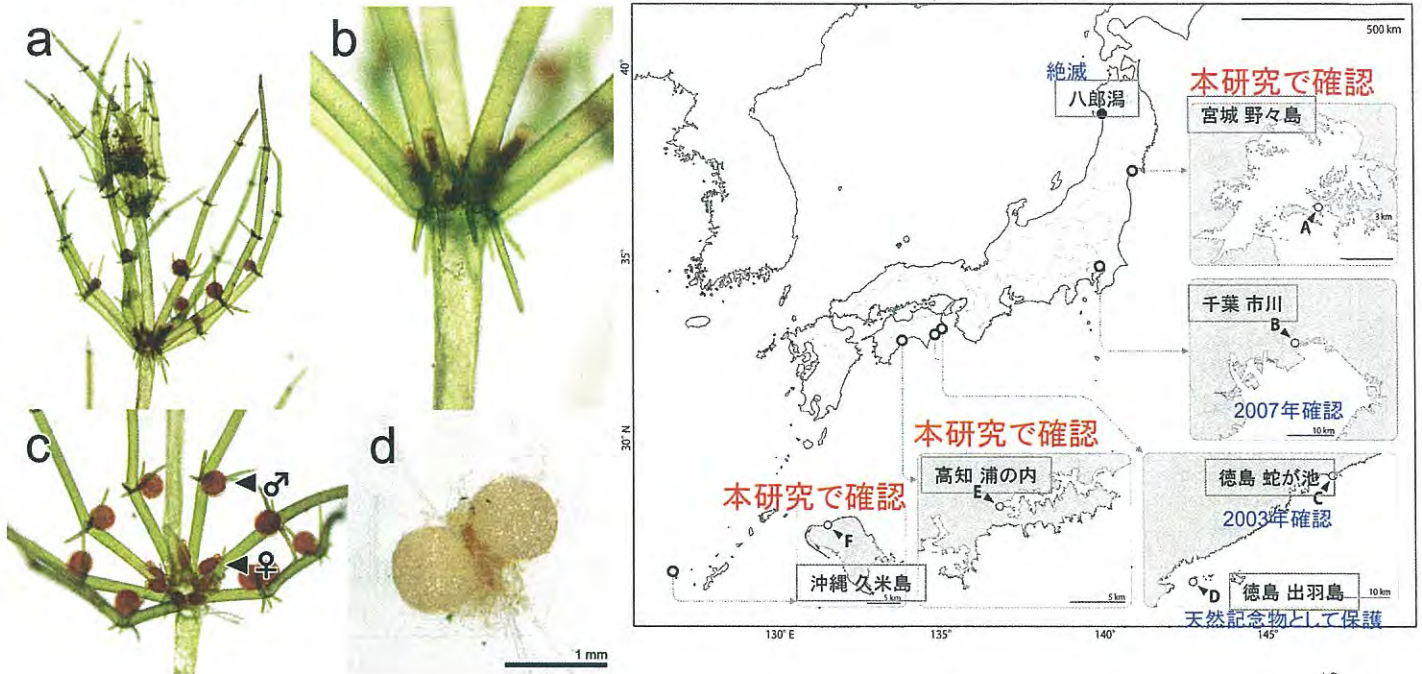 a
b
c
♂
♀
d
1 mm
500 km
40°
35°
30°N
130°E
135°
140°
145°
絶滅
八郎潟
本研究で確認
宮城 野々島
A
3 km
千葉 市川
B
2007年確認
10 km
徳島 蛇が池
C
2003年確認
D
徳島 出羽島
10 km
天然記念物として保護
本研究で確認
高知 浦の内
E
5 km
本研究で確認
F
沖縄 久米島
5 km